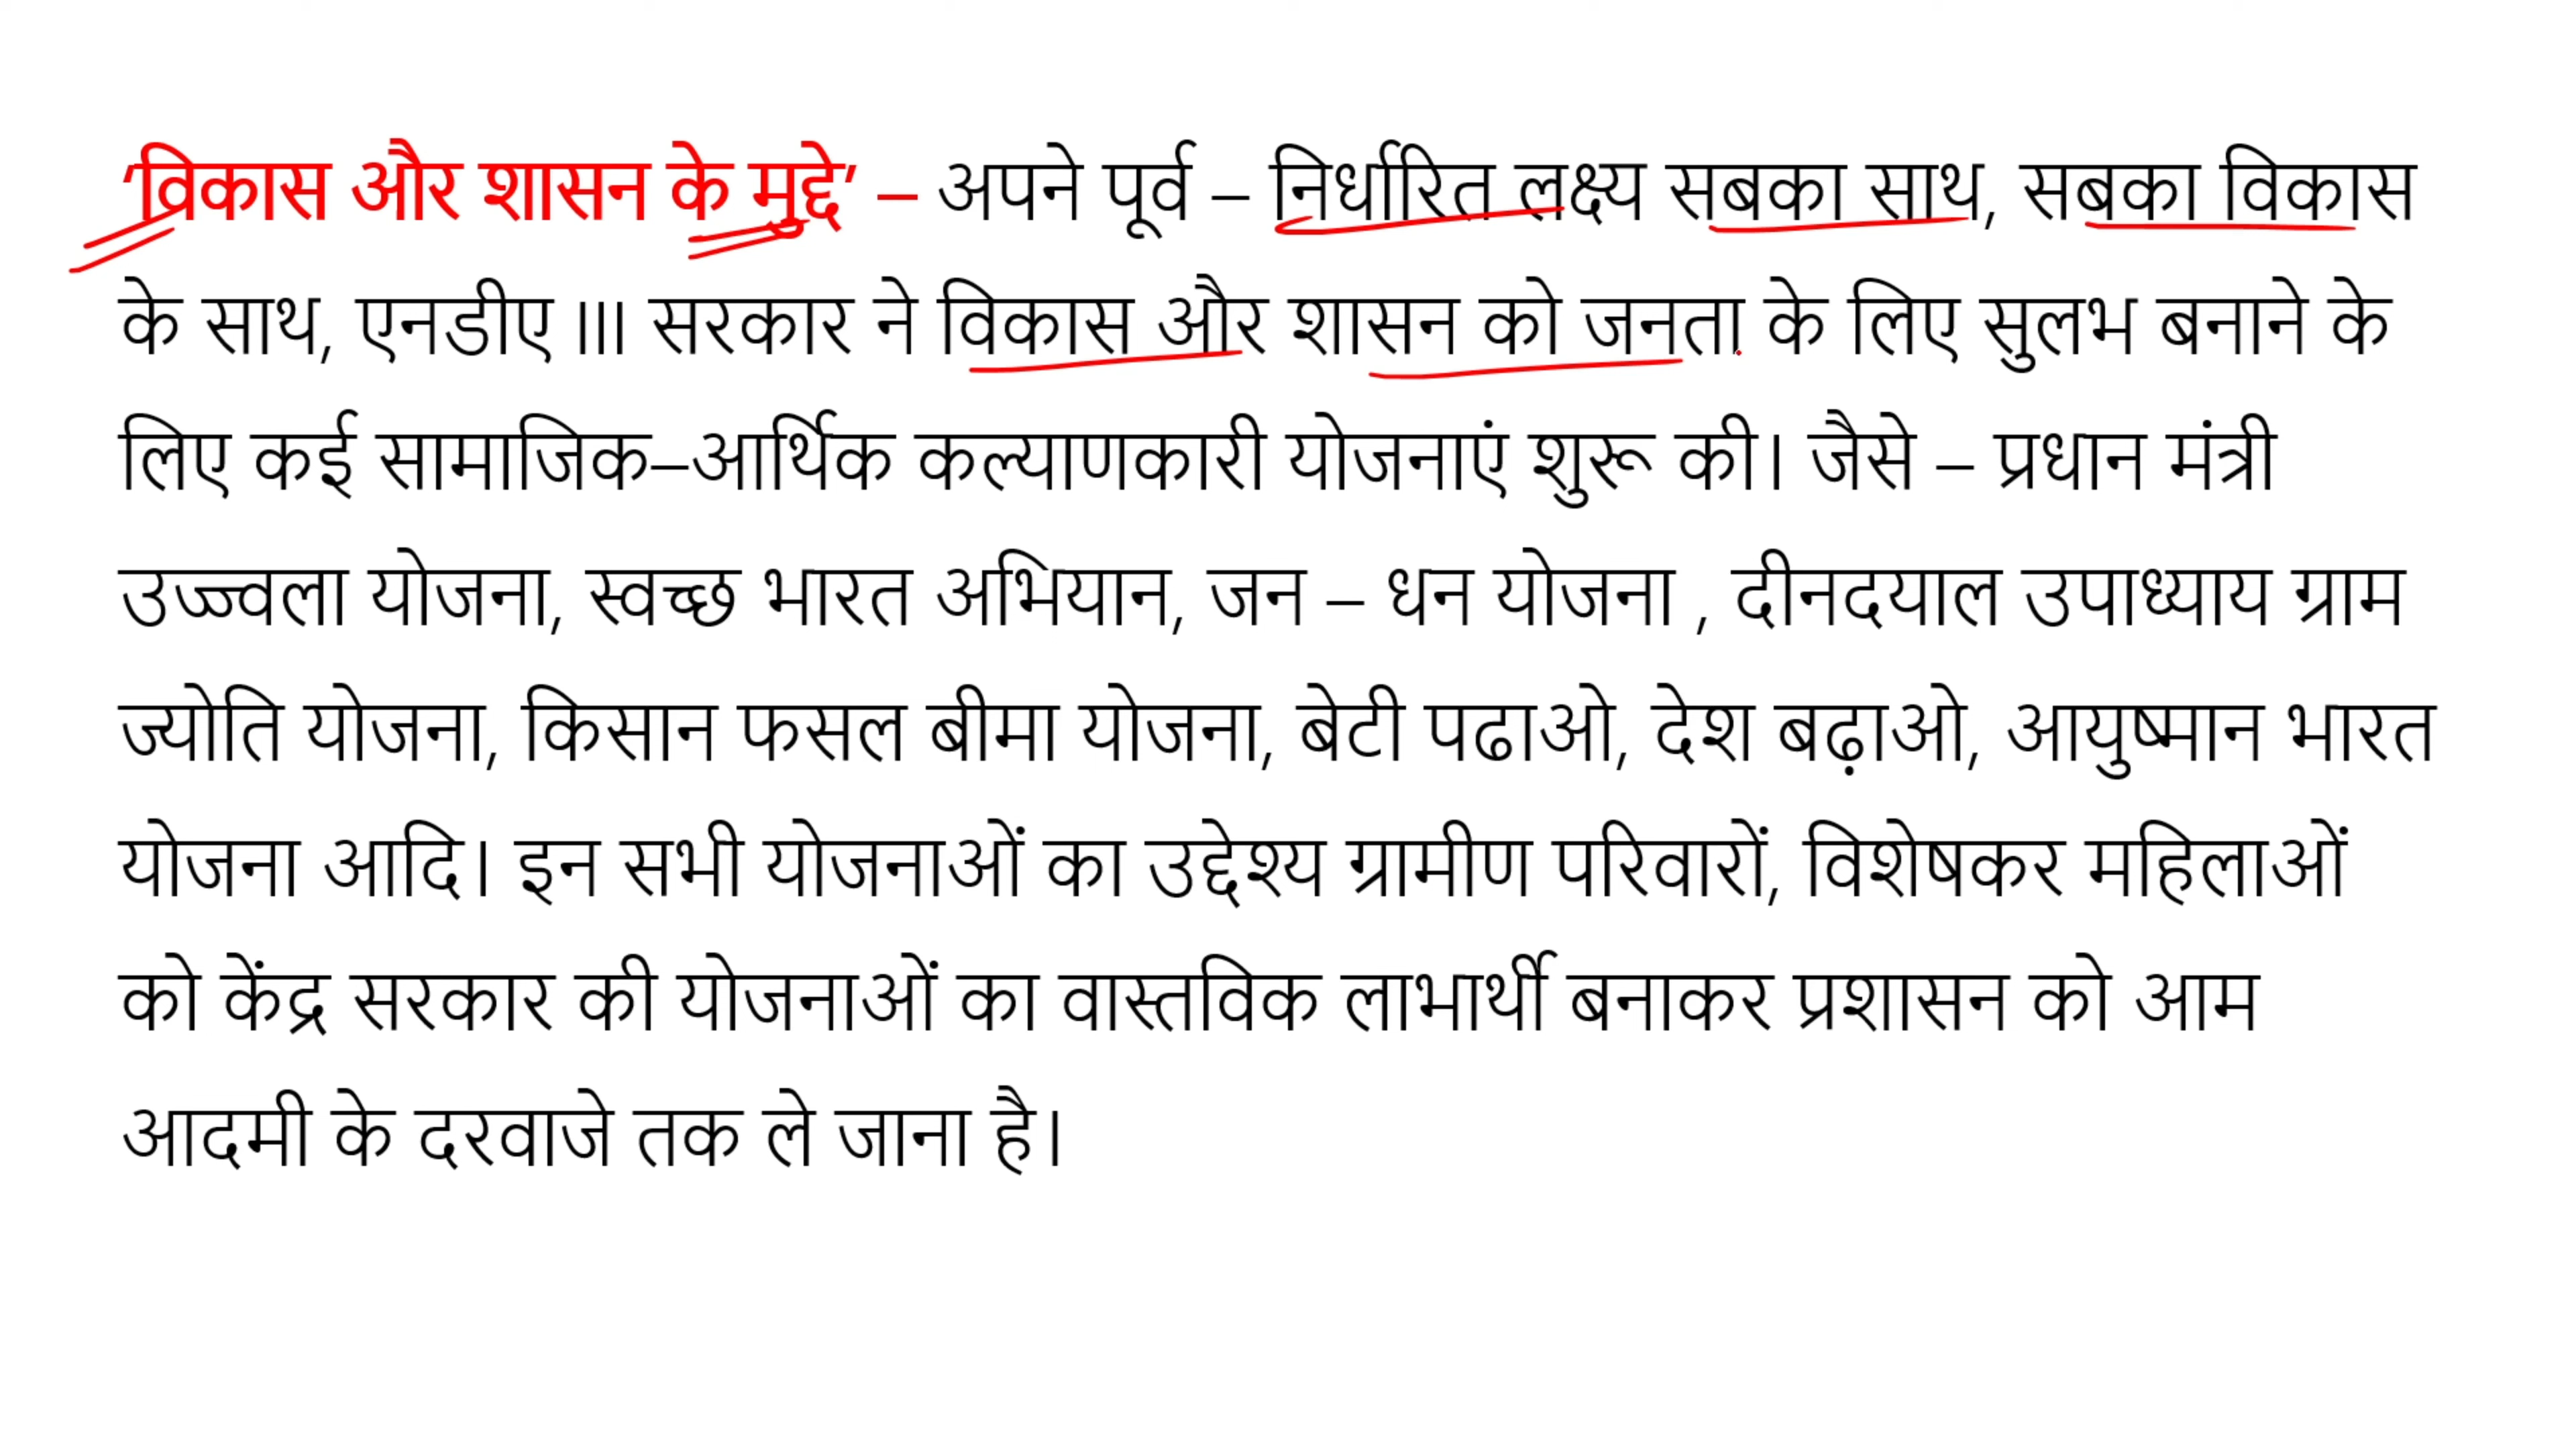 ‘विकास और शासन के मुद्दे’ – अपने पूर्व – निर्धारित लक्ष्य सबका साथ, सबका विकास
के साथ, एनडीए III सरकार ने विकास और शासन को जनता के लिए सुलभ बनाने के
लिए कई सामाजिक–आर्थिक कल्याणकारी योजनाएं शुरू की। जैसे – प्रधान मंत्री
उज्ज्वला योजना, स्वच्छ भारत अभियान, जन – धन योजना , दीनदयाल उपाध्याय ग्राम
ज्योति योजना, किसान फसल बीमा योजना, बेटी पढाओ, देश बढ़ाओ, आयुष्मान भारत
योजना आदि। इन सभी योजनाओं का उद्देश्य ग्रामीण परिवारों, विशेषकर महिलाओं
को केंद्र सरकार की योजनाओं का वास्तविक लाभार्थी बनाकर प्रशासन को आम
आदमी के दरवाजे तक ले जाना है।